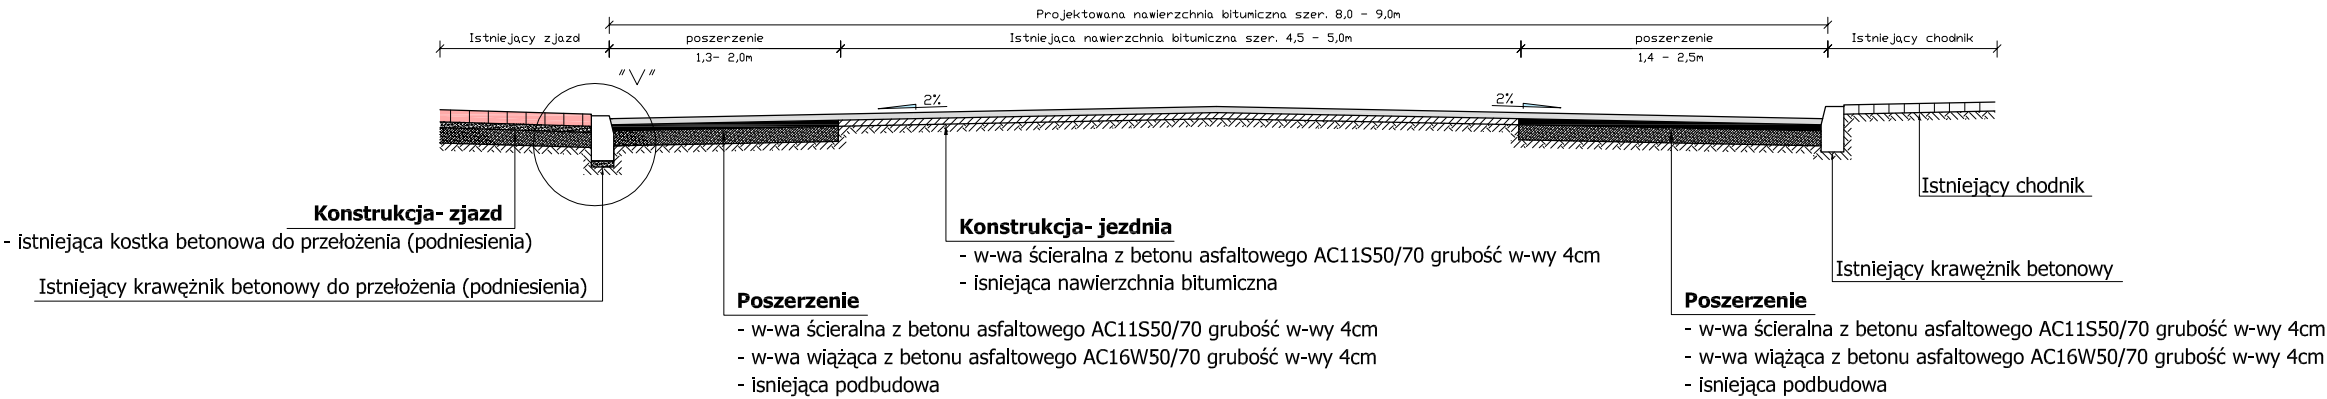 Projektowana nawierzchnia bitumiczna szer. 8,0 - 9,0m
Istniejący zjazd
poszerzenie
Istniejąca nawierzchnia bitumiczna szer. 4,5 - 5,0m
poszerzenie
Istniejący chodnik
1,3- 2,0m
1,4 - 2,5m
"V"
2%
2%
Istniejący chodnik
Konstrukcja- zjazd
- istniejąca kostka betonowa do przełożenia (podniesienia)
Istniejący krawężnik betonowy do przełożenia (podniesienia)
Konstrukcja- jezdnia
- w-wa ścieralna z betonu asfaltowego AC11S50/70 grubość w-wy 4cm
- isniejąca nawierzchnia bitumiczna
Istniejący krawężnik betonowy
Poszerzenie
- w-wa ścieralna z betonu asfaltowego AC11S50/70 grubość w-wy 4cm
- w-wa wiążąca z betonu asfaltowego AC16W50/70 grubość w-wy 4cm
- isniejąca podbudowa
Poszerzenie
- w-wa ścieralna z betonu asfaltowego AC11S50/70 grubość w-wy 4cm
- w-wa wiążąca z betonu asfaltowego AC16W50/70 grubość w-wy 4cm
- isniejąca podbudowa